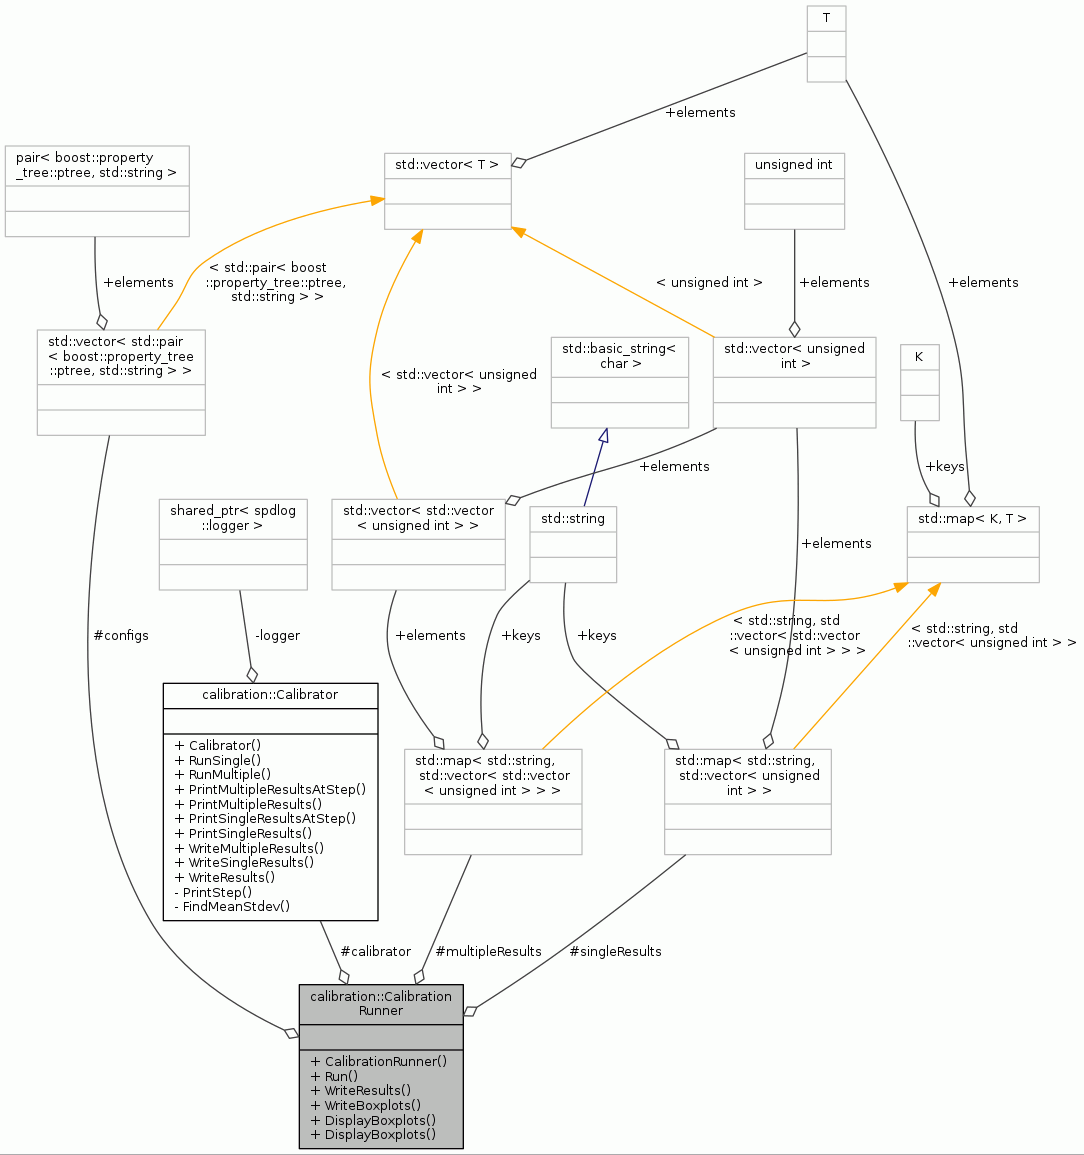 T
+elements
pair< boost::property
_tree::ptree, std::string >
std::vector< T >
unsigned int
+elements
< std::pair< boost
::property_tree::ptree,
std::string > >
< unsigned int >
+elements
+elements
std::vector< std::pair
< boost::property_tree
::ptree, std::string > >
std::basic_string<
char >
std::vector< unsigned
int >
K
< std::vector< unsigned
int > >
+elements
+keys
shared_ptr< spdlog
::logger >
std::vector< std::vector
< unsigned int > >
std::string
std::map< K, T >
+elements
#configs
-logger
+elements
+keys
+keys
< std::string, std
::vector< std::vector
< unsigned int > > >
< std::string, std
::vector< unsigned int > >
calibration::Calibrator
+ Calibrator()
+ RunSingle()
+ RunMultiple()
+ PrintMultipleResultsAtStep()
+ PrintMultipleResults()
+ PrintSingleResultsAtStep()
+ PrintSingleResults()
+ WriteMultipleResults()
+ WriteSingleResults()
+ WriteResults()
- PrintStep()
- FindMeanStdev()
std::map< std::string,
std::vector< std::vector
< unsigned int > > >
std::map< std::string,
std::vector< unsigned
int > >
#calibrator
#multipleResults
#singleResults
calibration::Calibration
Runner
+ CalibrationRunner()
+ Run()
+ WriteResults()
+ WriteBoxplots()
+ DisplayBoxplots()
+ DisplayBoxplots()